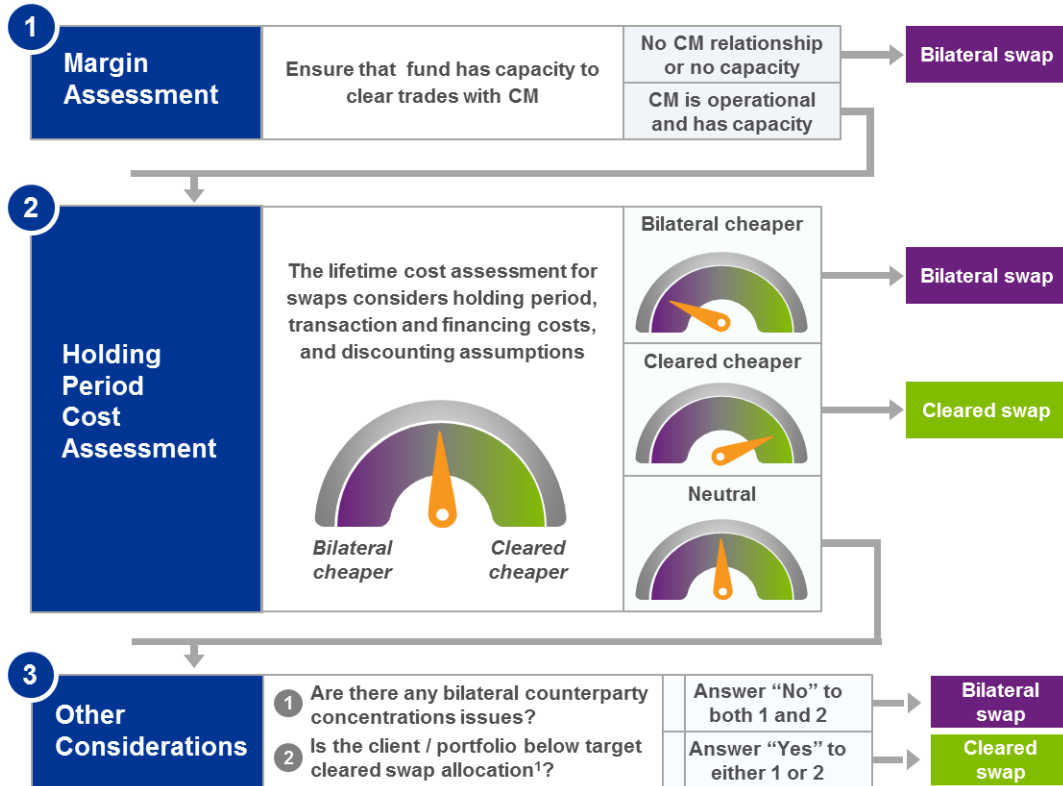 1
Margin
Assessment
Ensure that fund has capacity to
clear trades with CM
No CM relationship
or no capacity
Bilateral swap
CM is operational
and has capacity
2
Holding
Period
Cost
Assessment
The lifetime cost assessment for
swaps considers holding period,
transaction and financing costs,
and discounting assumptions
Bilateral
cheaper
Cleared
cheaper
Bilateral cheaper
Bilateral swap
Cleared cheaper
Cleared swap
Neutral
3
Other
Considerations
1 Are there any bilateral counterparty
concentrations issues?
2 Is the client / portfolio below target
cleared swap allocation¹?
Answer “No” to
both 1 and 2
Bilateral
swap
Answer “Yes” to
either 1 or 2
Cleared
swap